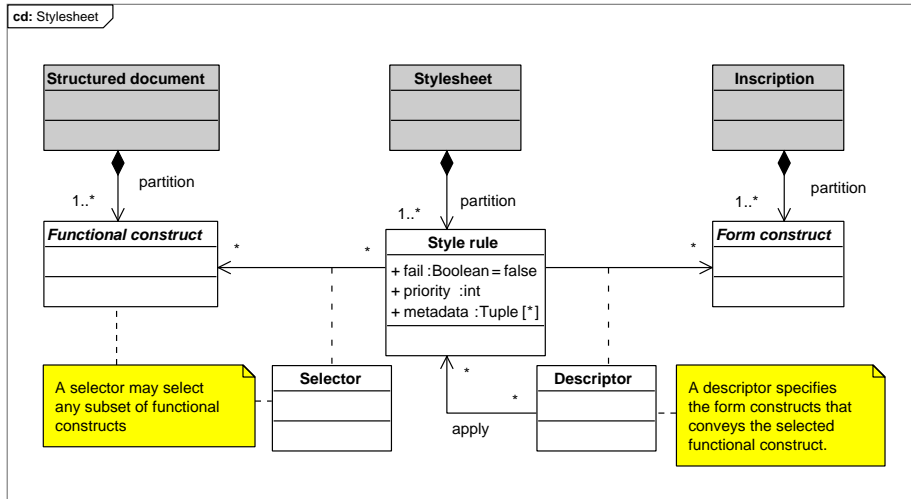 cd: Stylesheet
Structured document
Stylesheet
Inscription
partition
1..*
partition
1..*
partition
1..*
Functional construct
*
*
Style rule
+ fail :Boolean = false
+ priority :int
+ metadata :Tuple [*]
*
Form construct
A selector may select
any subset of functional
constructs
Selector
*
*
apply
Descriptor
A descriptor specifies
the form constructs that
conveys the selected
functional construct.